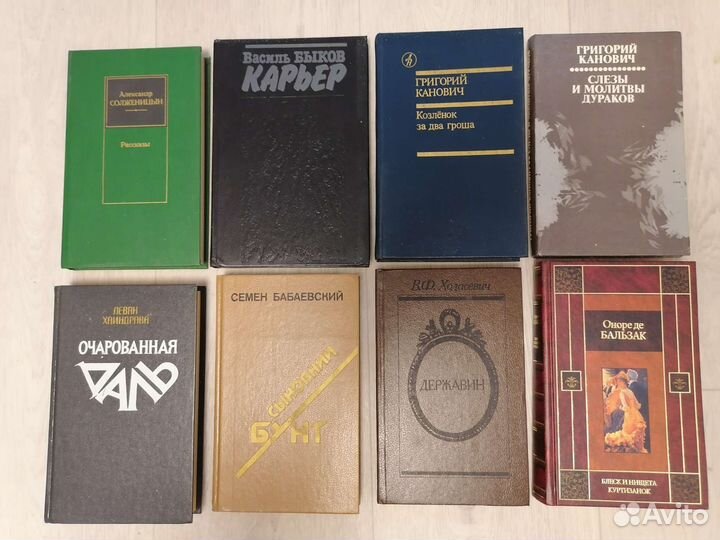 Александр
СОЛЖЕНИЦЫН
Рассказы
Василь БЫКОВ
КАРЬЕР
ГРИГОРИЙ
КАНОВИЧ
Козлёнок
за два гроша
ГРИГОРИЙ
КАНОВИЧ
СЛЕЗЫ
И МОЛИТВЫ
ДУРАКОВ
ЛЕВАН
ХАИНДРАВА
ОЧАРОВАННАЯ
ДАЛЬ
СЕМЕН БАБАЕВСКИЙ
СЫНОВНИЙ
БУНТ
В.Ф. Ходасевич
ДЕРЖАВИН
Оноре де
БАЛЬЗАК
БЛЕСК И НИЩЕТА
КУРТИЗАНОК
Avito